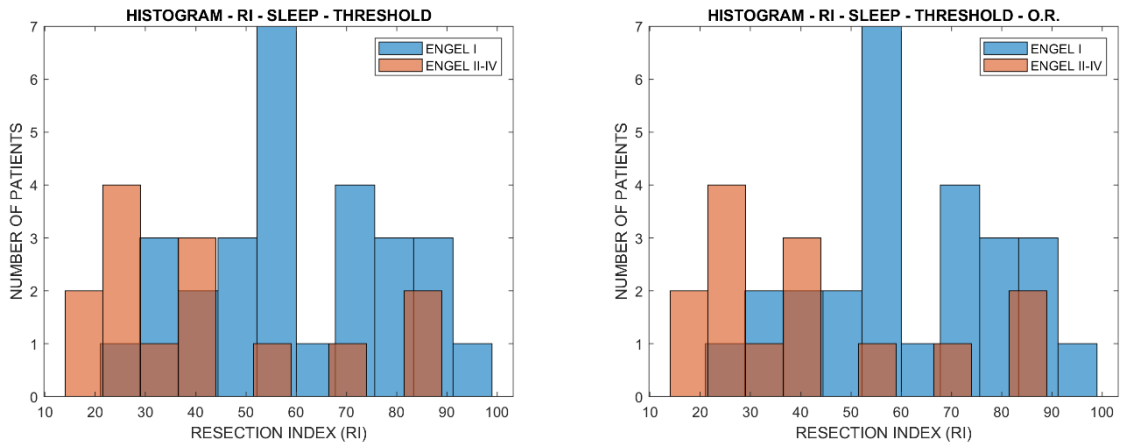 HISTOGRAM - RI - SLEEP - THRESHOLD
ENGEL I
ENGEL II-IV
NUMBER OF PATIENTS
7
6
5
4
3
2
1
0
10 20 30 40 50 60 70 80 90 100
RESECTION INDEX (RI)
HISTOGRAM - RI - SLEEP - THRESHOLD - O.R.
ENGEL I
ENGEL II-IV
NUMBER OF PATIENTS
7
6
5
4
3
2
1
0
10 20 30 40 50 60 70 80 90 100
RESECTION INDEX (RI)